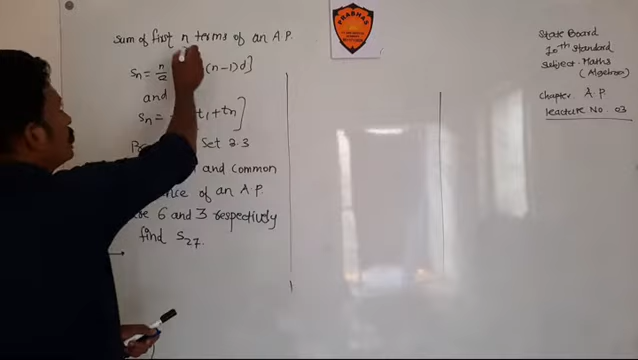 Sum of first n terms of an A.P.
Sn = n/2 (n-1)d]
and
Sn = t1 + tn]
Set 2.3
and common
of an A.P.
6 and 3 respectively
find S27.
PRABHAS
State Board
10th Standard
Subject. Maths
(Algebra)
Chapter. A.P
leacture No. 03